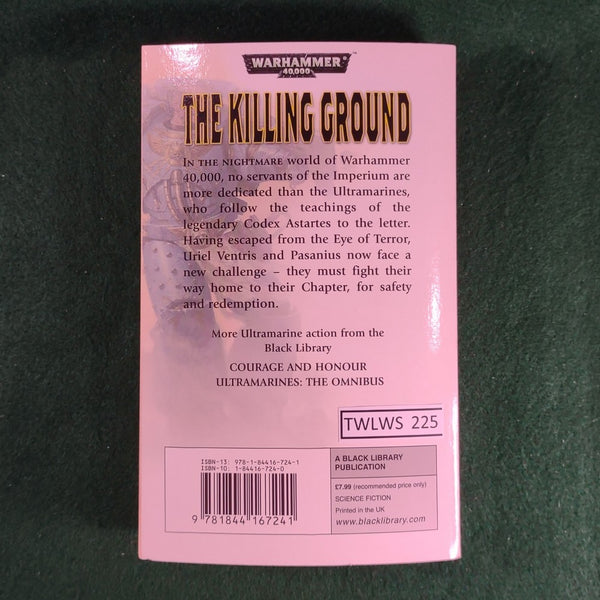 WARHAMMER™
40,000
THE KILLING GROUND
IN THE NIGHTMARE world of Warhammer
40,000, no servants of the Imperium are
more dedicated than the Ultramarines,
who follow the teachings of the
legendary Codex Astartes to the letter.
Having escaped from the Eye of Terror,
Uriel Ventris and Pasanius now face a
new challenge – they must fight their
way home to their Chapter, for safety
and redemption.
More Ultramarine action from the
Black Library
COURAGE AND HONOUR
ULTRAMARINES: THE OMNIBUS
TWLWS 225
ISBN-13: 978-1-84416-724-1
ISBN-10: 1-84416-724-0
9 781844 167241
A BLACK LIBRARY
PUBLICATION
£7.99 (recommended price only)
SCIENCE FICTION
Printed in the UK
www.blacklibrary.com